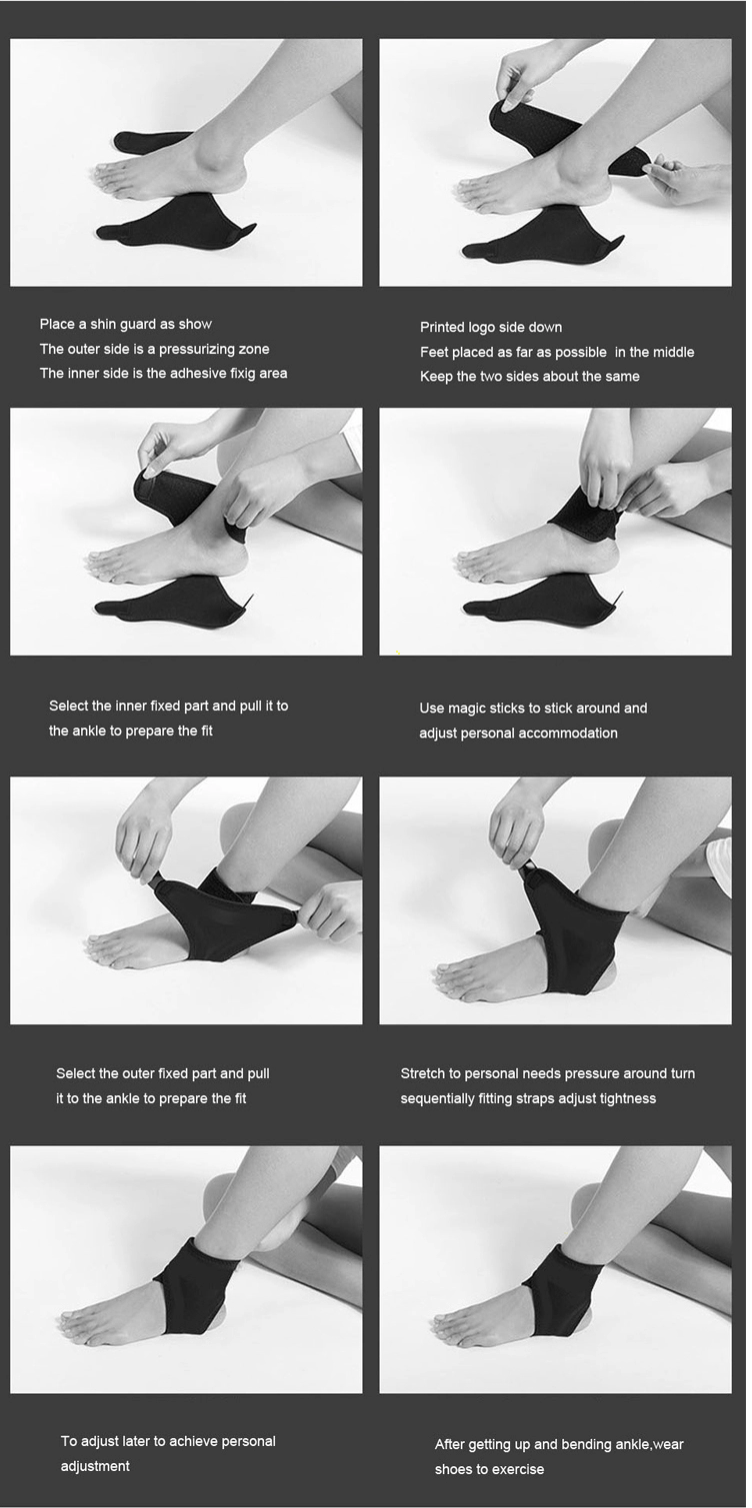 Place a shin guard as show
The outer side is a pressurizing zone
The inner side is the adhesive fixig area
Printed logo side down
Feet placed as far as possible  in the middle
Keep the two sides about the same
Select the inner fixed part and pull it to
the ankle to prepare the fit
Use magic sticks to stick around and
adjust personal accommodation
Select the outer fixed part and pull
it to the ankle to prepare the fit
Stretch to personal needs pressure around turn
sequentially fitting straps adjust tightness
To adjust later to achieve personal
adjustment
After getting up and bending ankle,wear
shoes to exercise